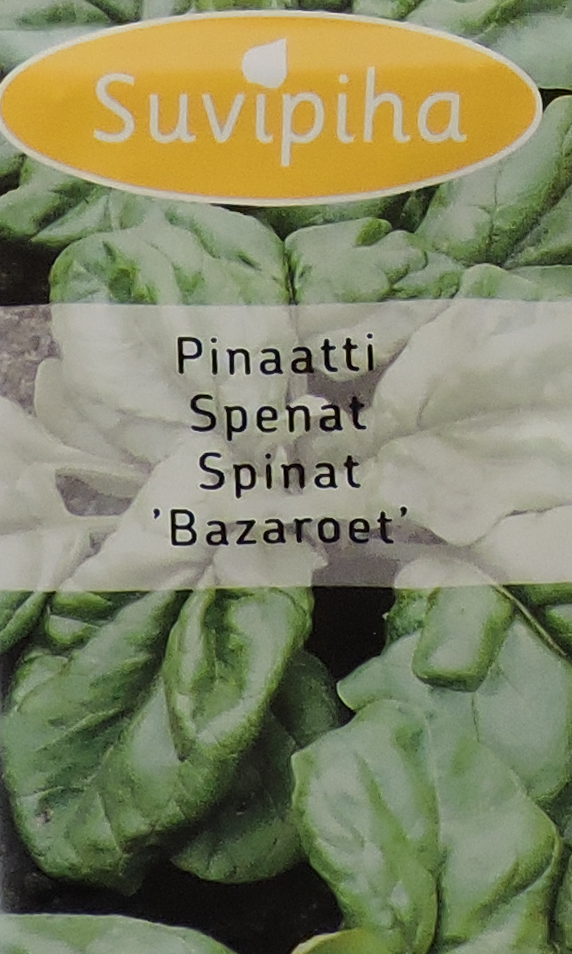 Suvipiha
Pinaatti
Spenat
Spinat
'Bazaroet'